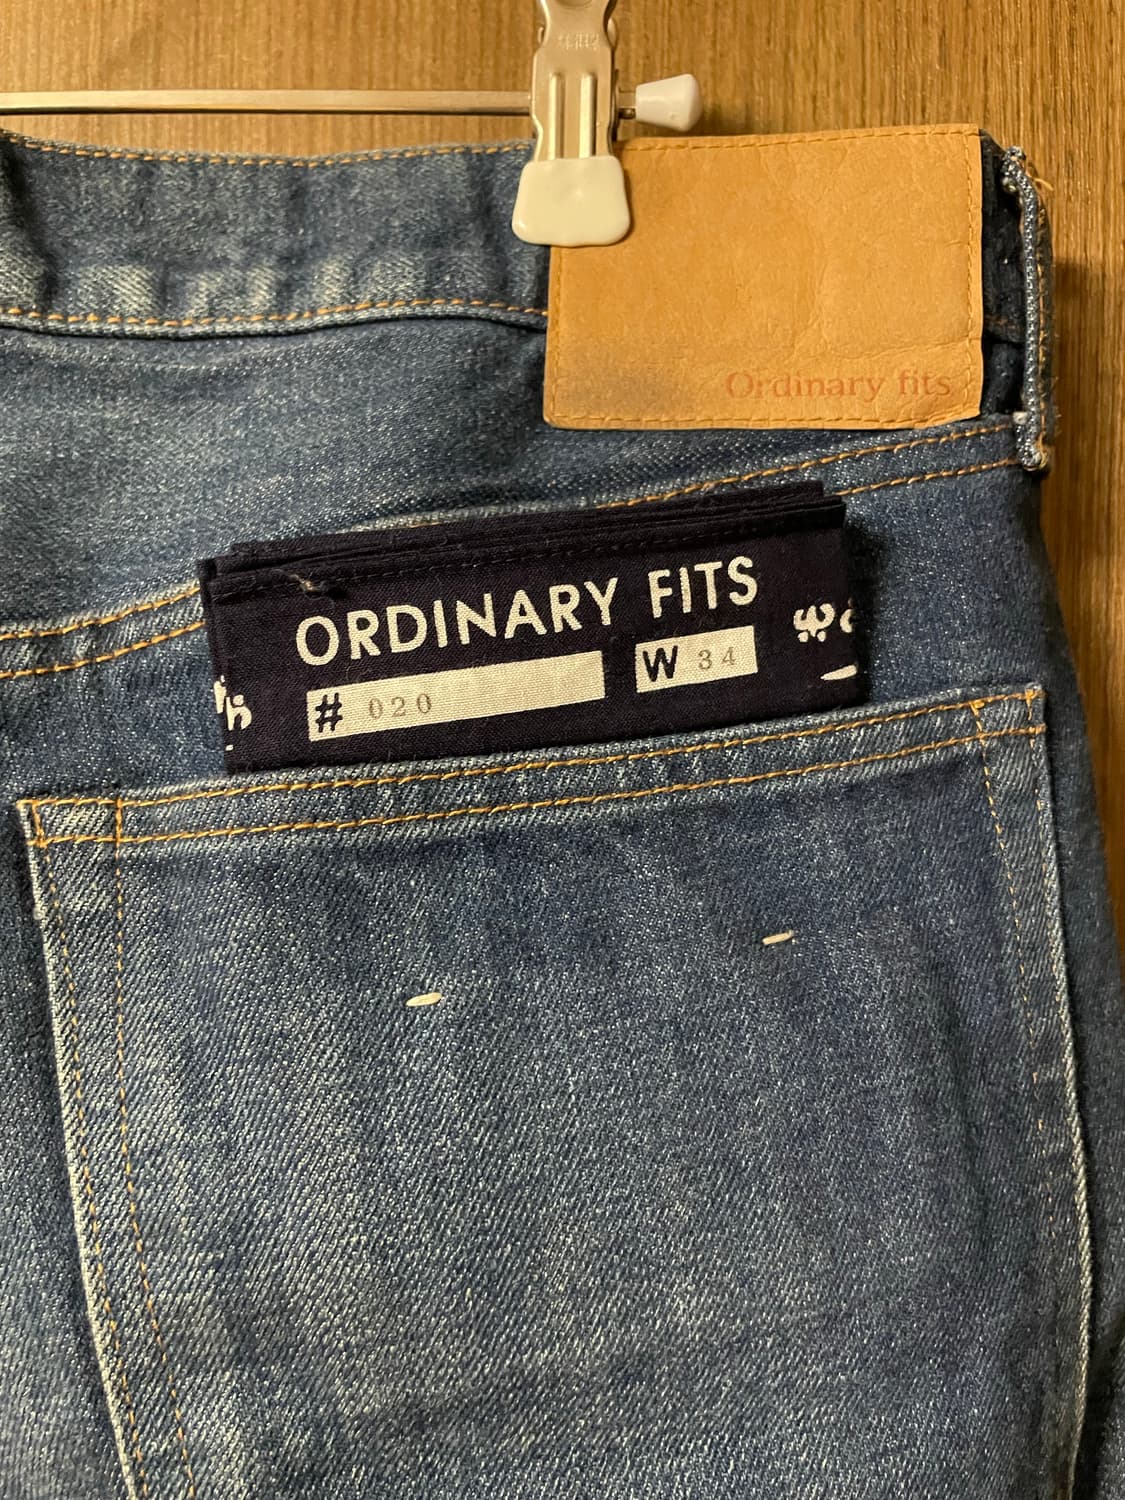 Ordinary fits
ORDINARY FITS
# 020
W 34